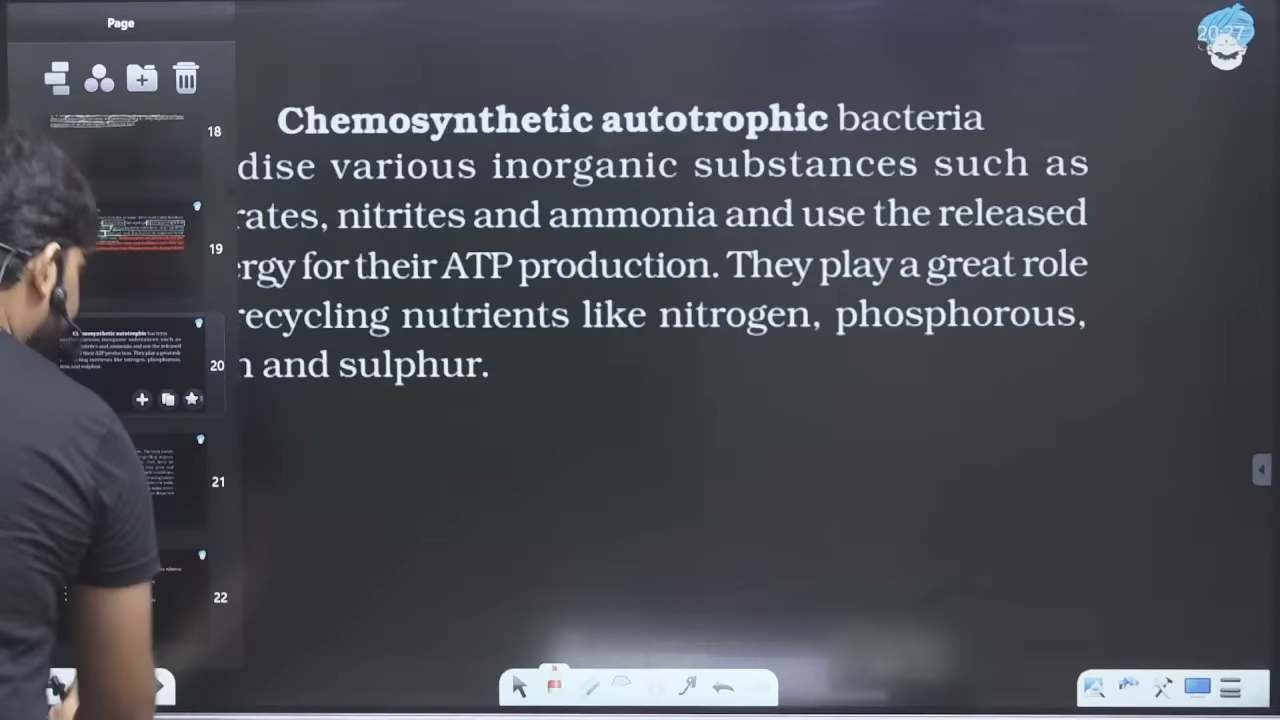 Page
20:27
18
19
20
21
22
Chemosynthetic autotrophic bacteria
dise various inorganic substances such as
rates, nitrites and ammonia and use the released
rgy for their ATP production. They play a great role
recycling nutrients like nitrogen, phosphorous,
n and sulphur.